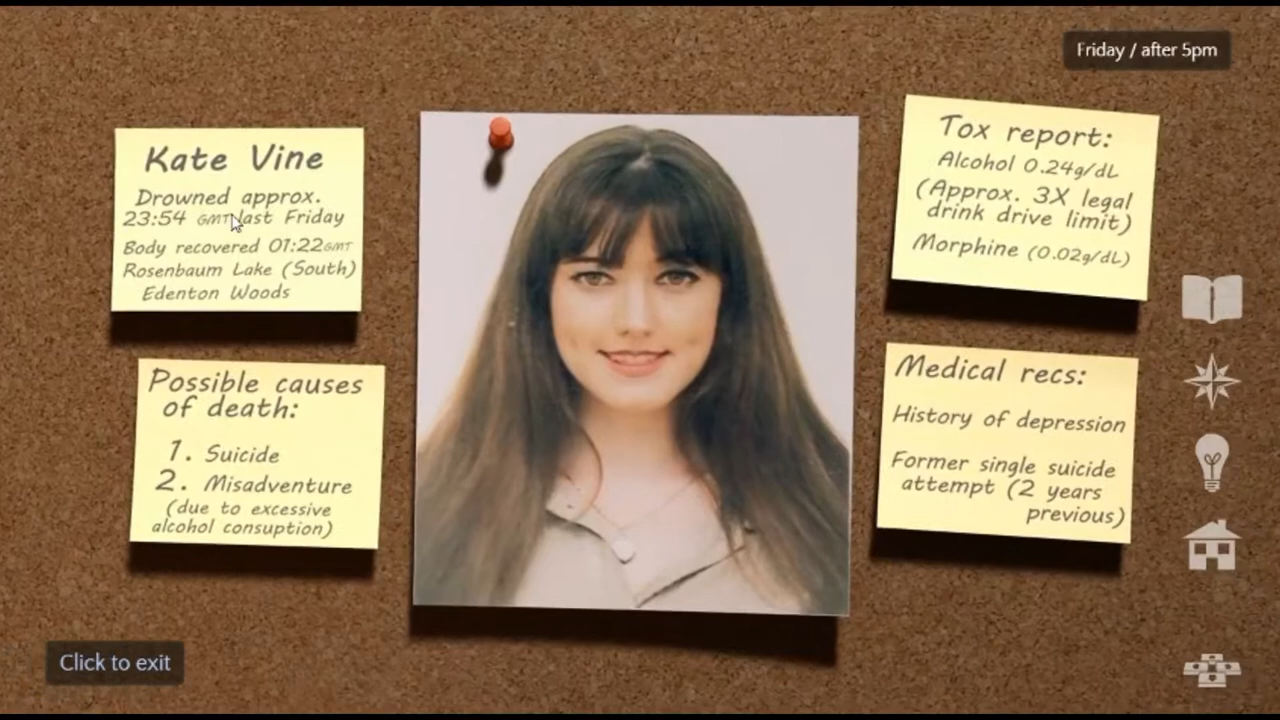 Friday / after 5pm
Kate Vine
Drowned approx.
23:54 GMT last Friday
Body recovered 01:22GMT
Rosenbaum Lake (South)
Edenton Woods
Possible causes
of death:
1. Suicide
2. Misadventure
(due to excessive
alcohol consuption)
Tox report:
Alcohol 0.24g/dL
(Approx. 3X legal
drink drive limit)
Morphine (0.02g/dL)
Medical recs:
History of depression
Former single suicide
attempt (2 years
previous)
Click to exit